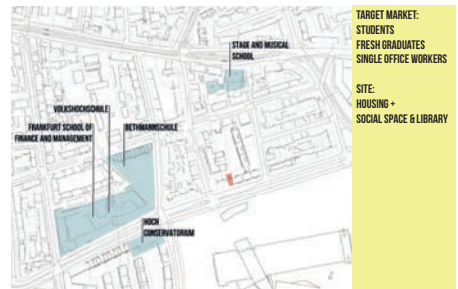 STAGE AND MUSICAL
SCHOOL
VOLKSHOCHSCHULE
FRANKFURT SCHOOL OF
FINANCE AND MANAGEMENT
BETHMANNSCHULE
HOCH
CONSERVATORIUM
TARGET MARKET:
STUDENTS
FRESH GRADUATES
SINGLE OFFICE WORKERS
SITE:
HOUSING +
SOCIAL SPACE & LIBRARY